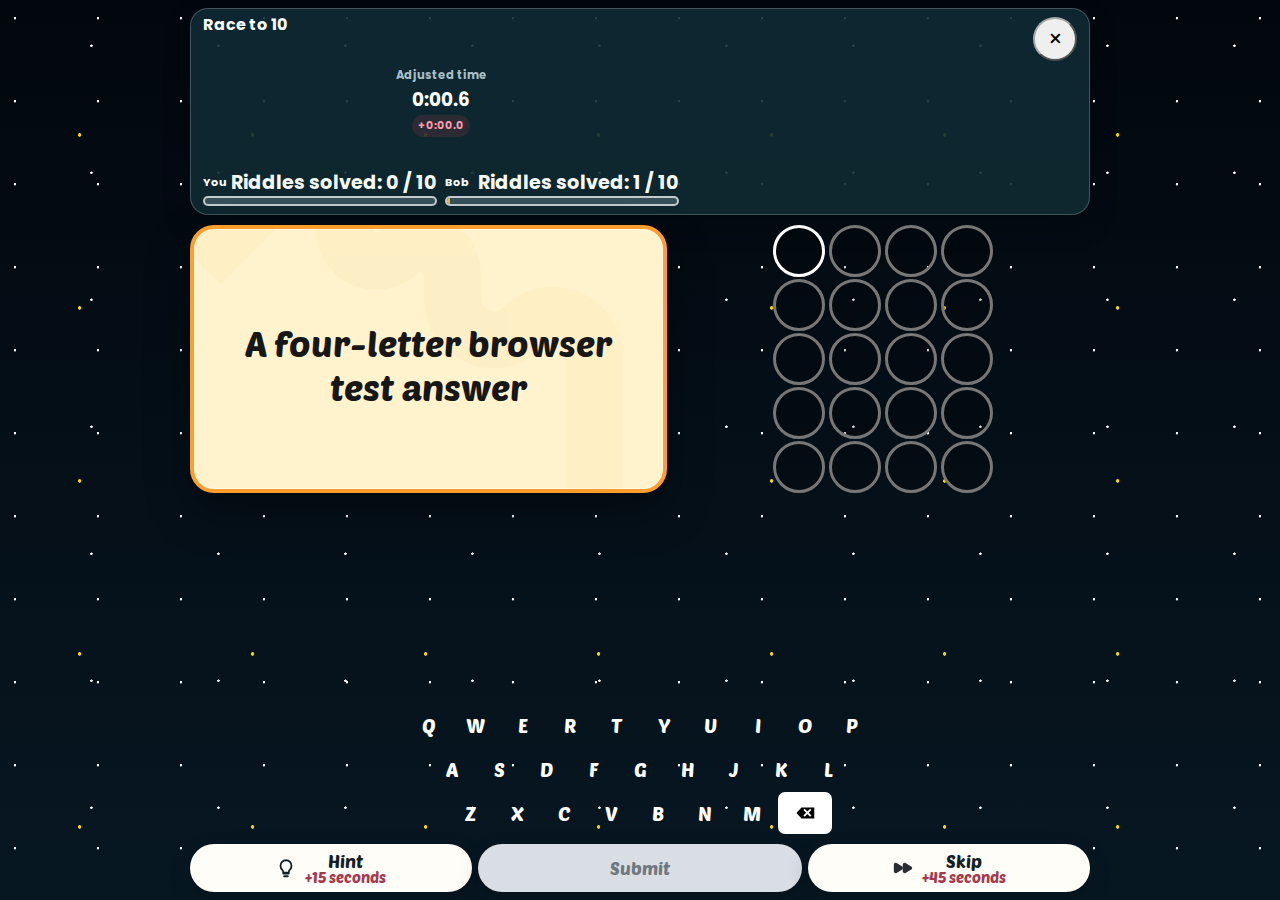 Race to 10
✕
Adjusted time
0:00.6
+0:00.0
You Riddles solved: 0 / 10 Bob Riddles solved: 1 / 10
A four-letter browser
test answer
Q W E R T Y U I O P
A S D F G H J K L
Z X C V B N M
Hint
+15 seconds
Submit
Skip
+45 seconds